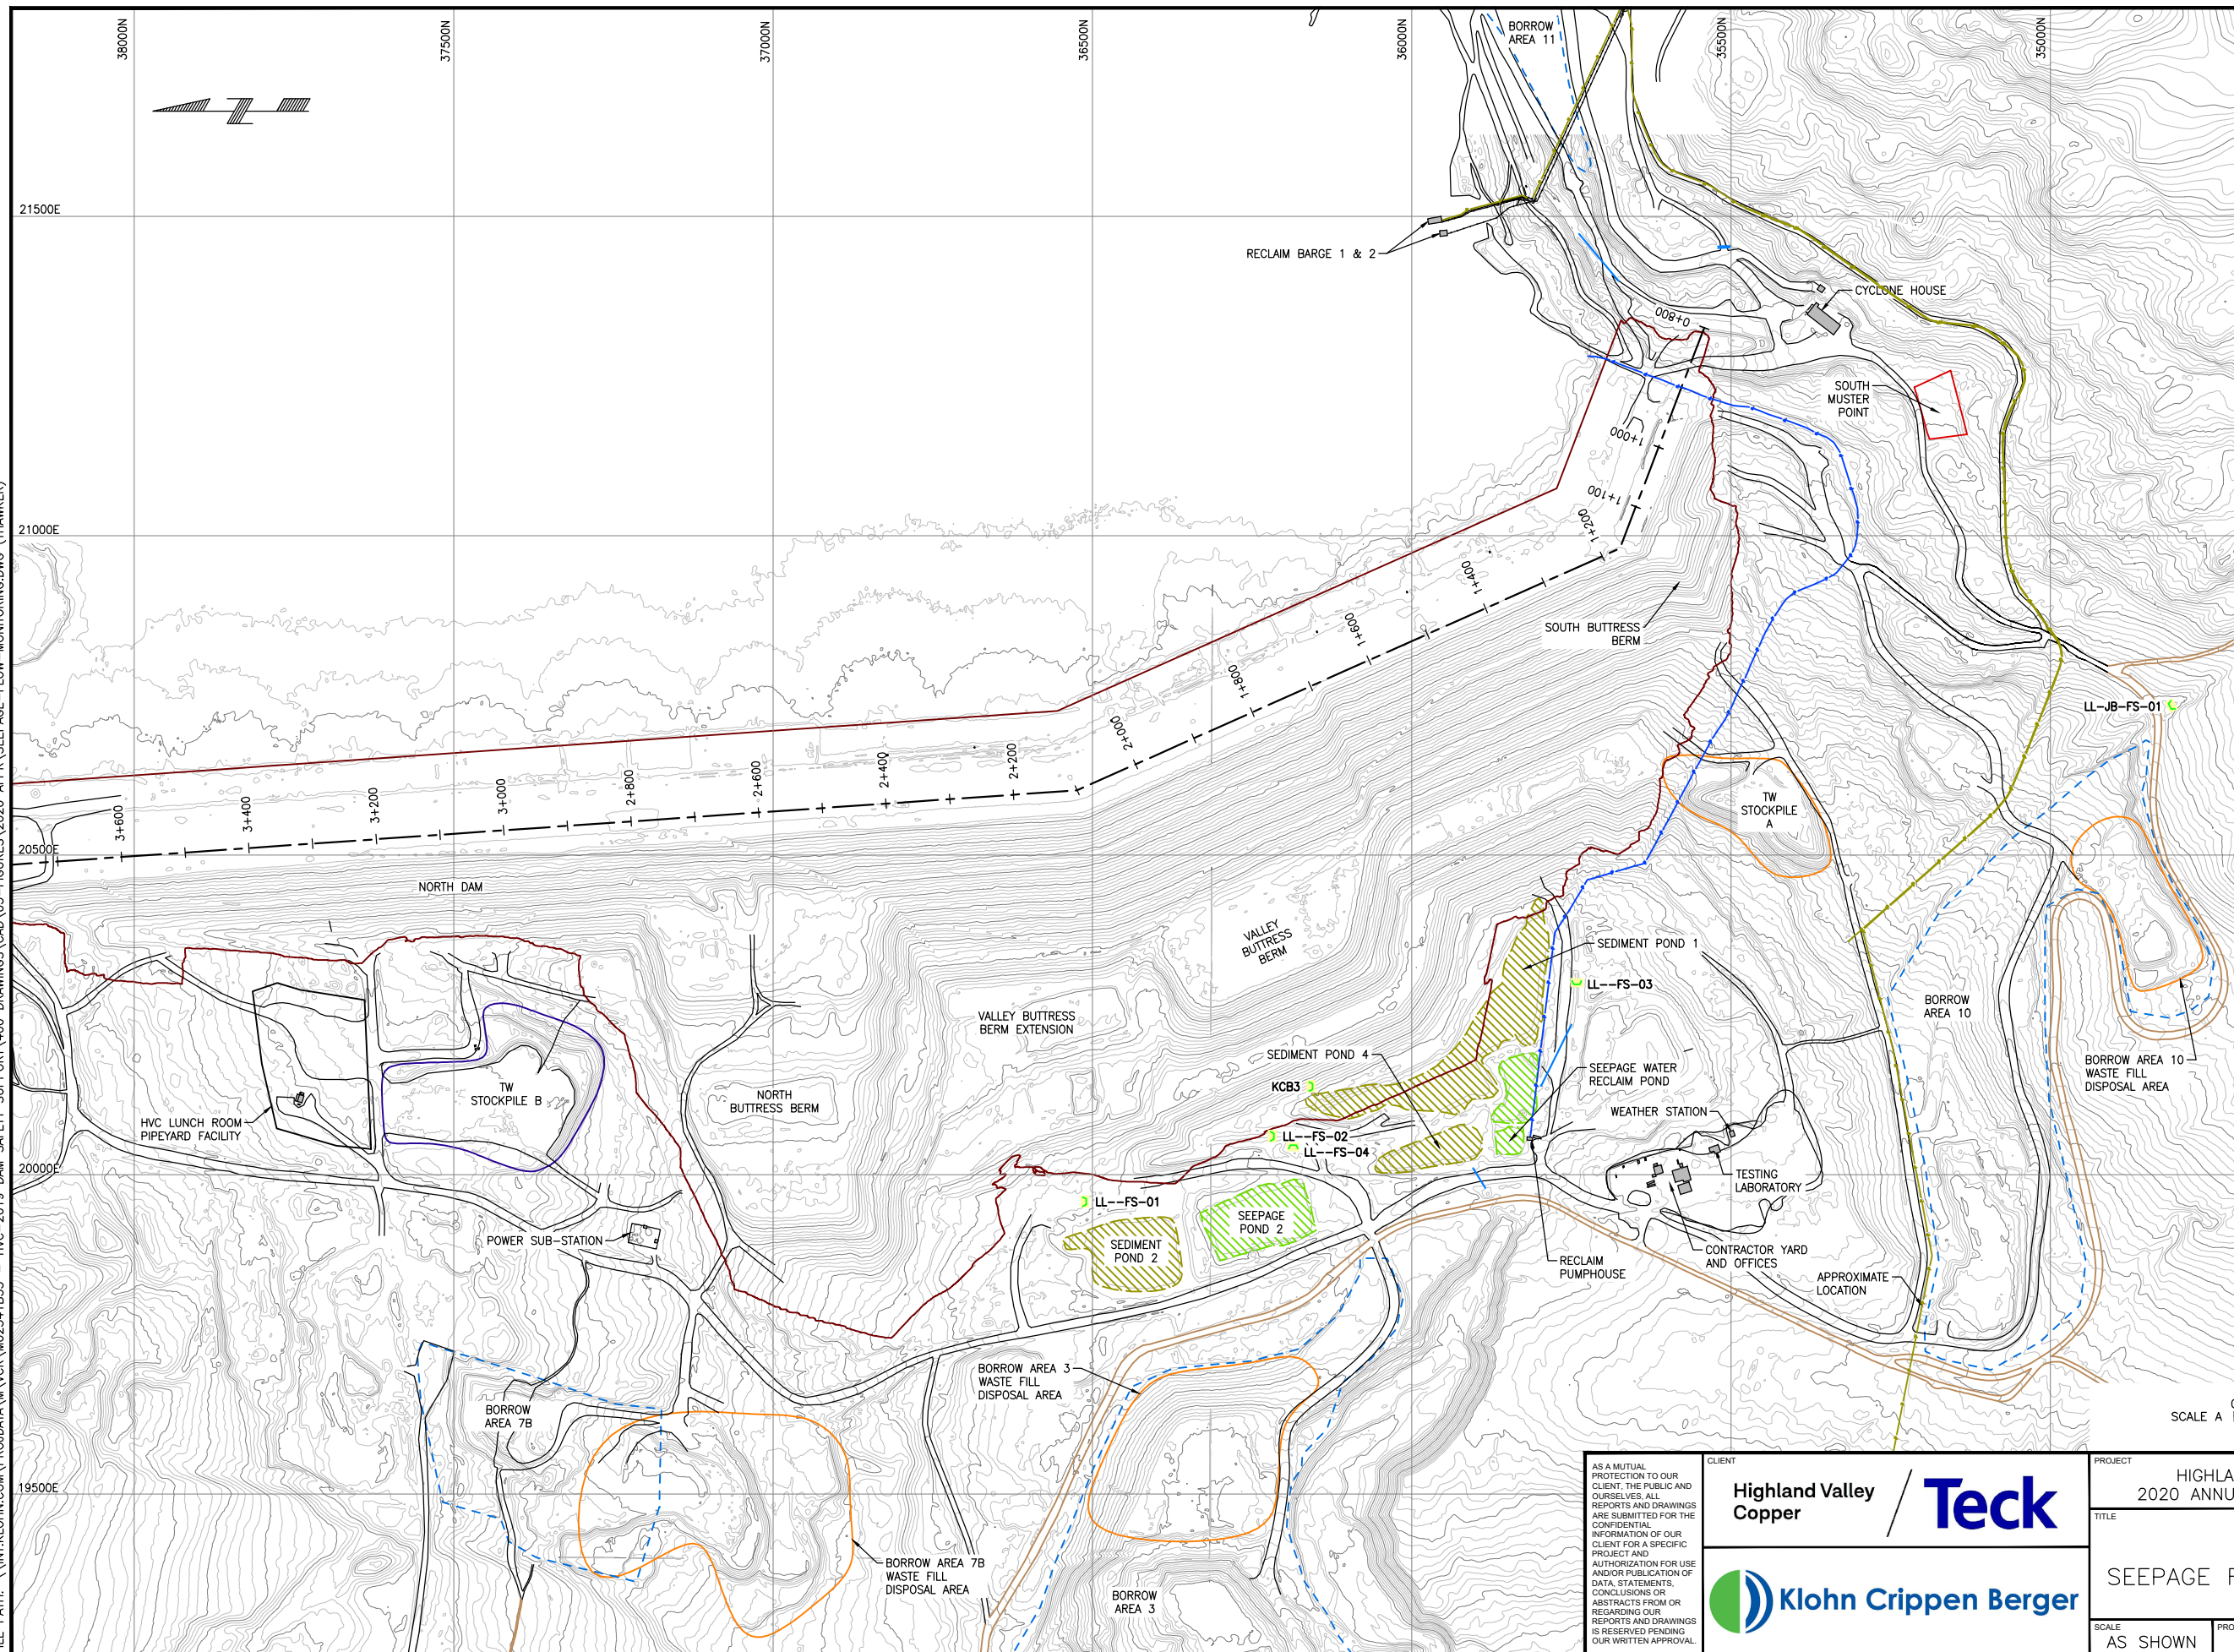 38000N
37500N
37000N
36500N
36000N
35500N
35000N
BORROW
AREA 11
21500E
RECLAIM BARGE 1 & 2
CYCLONE HOUSE
0+800
SOUTH
MUSTER
POINT
1+000
1+100
1+200
21000E
1+400
1+600
SOUTH BUTTRESS
BERM
1+800
LL-JB-FS-01
2+000
2+200
2+400
2+600
2+800
3+000
3+200
3+400
3+600
TW
STOCKPILE
A
20500E
NORTH DAM
VALLEY
BUTTRESS
BERM
SEDIMENT POND 1
LL--FS-03
BORROW
AREA 10
VALLEY BUTTRESS
BERM EXTENSION
SEDIMENT POND 4
SEEPAGE WATER
RECLAIM POND
BORROW AREA 10
WASTE FILL
DISPOSAL AREA
KCB3
TW
STOCKPILE B
NORTH
BUTTRESS BERM
WEATHER STATION
HVC LUNCH ROOM
PIPEYARD FACILITY
LL--FS-02
LL--FS-04
20000E
TESTING
LABORATORY
LL--FS-01
SEEPAGE
POND 2
POWER SUB-STATION
SEDIMENT
POND 2
RECLAIM
PUMPHOUSE
CONTRACTOR YARD
AND OFFICES
APPROXIMATE
LOCATION
BORROW AREA 3
WASTE FILL
DISPOSAL AREA
BORROW
AREA 7B
SCALE A
19500E
BORROW AREA 7B
WASTE FILL
DISPOSAL AREA
BORROW
AREA 3
AS A MUTUAL
PROTECTION TO OUR
CLIENT, THE PUBLIC AND
OURSELVES, ALL
REPORTS AND DRAWINGS
ARE SUBMITTED FOR THE
CONFIDENTIAL
INFORMATION OF OUR
CLIENT FOR A SPECIFIC
PROJECT AND
AUTHORIZATION FOR USE
AND/OR PUBLICATION OF
DATA, STATEMENTS,
CONCLUSIONS OR
ABSTRACTS FROM OR
REGARDING OUR
REPORTS AND DRAWINGS
IS RESERVED PENDING
OUR WRITTEN APPROVAL.
CLIENT
Highland Valley
Copper
Teck
Klohn Crippen Berger
PROJECT
HIGHLA
2020 ANNU
TITLE
SEEPAGE F
SCALE
AS SHOWN
PRO